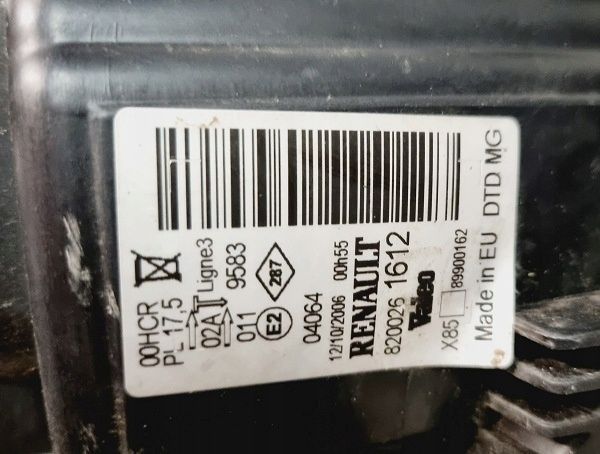 00HCR
PL 17,5
02A Ligne3
011 9583
E2 287
04064
12/10/2006 00h55
RENAULT
820026 1612
Valeo
X85 89900162
Made in EU DTD MG